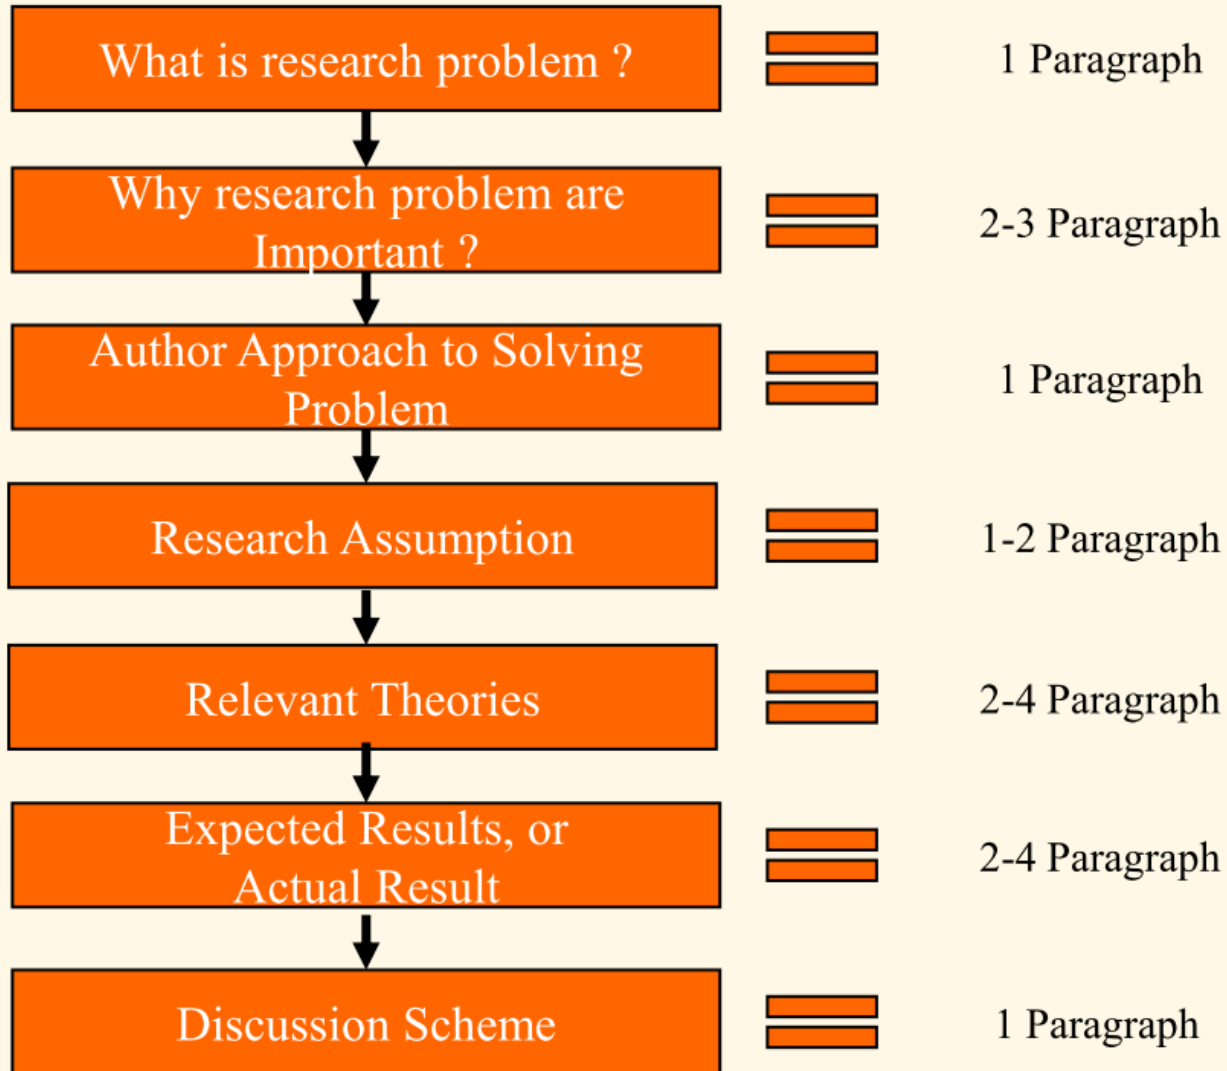 What is research problem ?
1 Paragraph
Why research problem are
Important ?
2-3 Paragraph
Author Approach to Solving
Problem
1 Paragraph
Research Assumption
1-2 Paragraph
Relevant Theories
2-4 Paragraph
Expected Results, or
Actual Result
2-4 Paragraph
Discussion Scheme
1 Paragraph